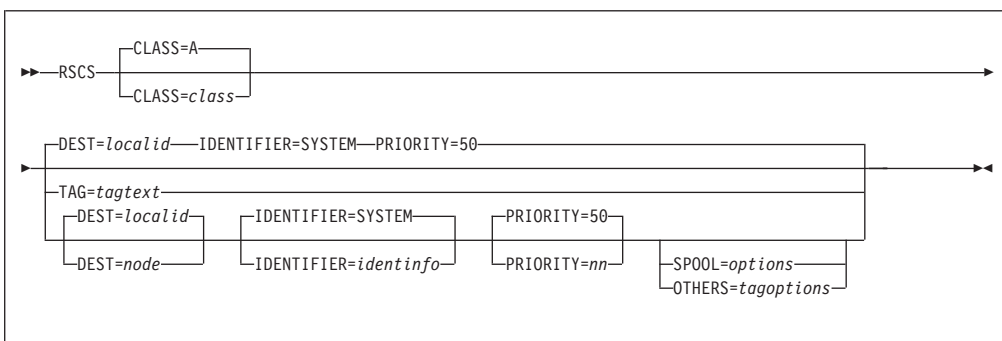 CLASS=A
RSCS
CLASS=class
DEST=localid IDENTIFIER=SYSTEM PRIORITY=50
TAG=tagtext
DEST=localid IDENTIFIER=SYSTEM PRIORITY=50
DEST=node IDENTIFIER=identinfo PRIORITY=nn SPOOL=options
OTHERS=tagoptions